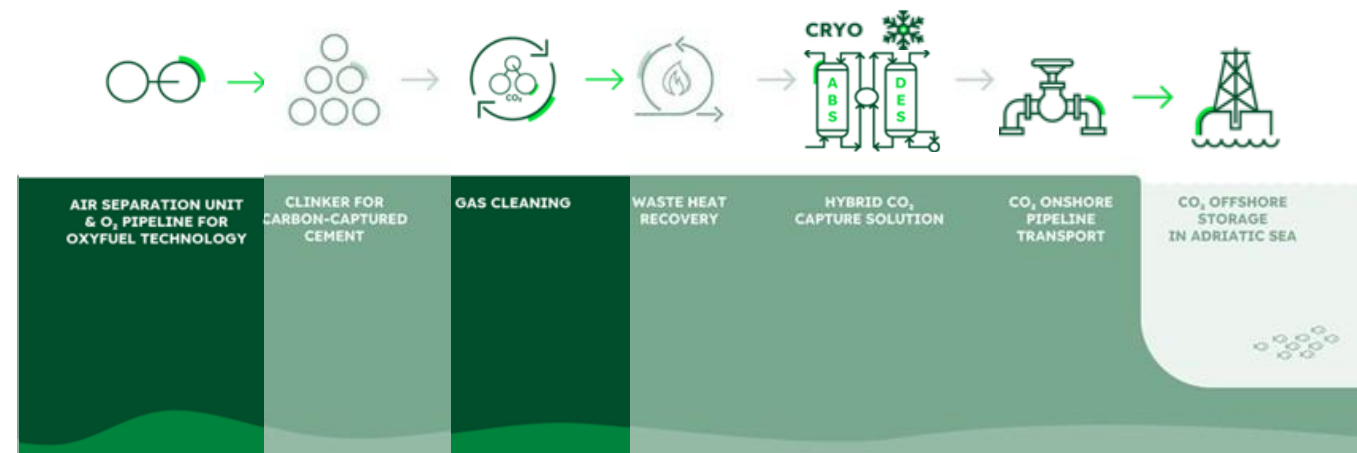 CRYO
A
B
S
D
E
S
CO₂
AIR SEPARATION UNIT
& O₂ PIPELINE FOR
OXYFUEL TECHNOLOGY
CLINKER FOR
CARBON-CAPTURED
CEMENT
GAS CLEANING
WASTE HEAT
RECOVERY
HYBRID CO₂
CAPTURE SOLUTION
CO₂ ONSHORE
PIPELINE
TRANSPORT
CO₂ OFFSHORE
STORAGE
IN ADRIATIC SEA